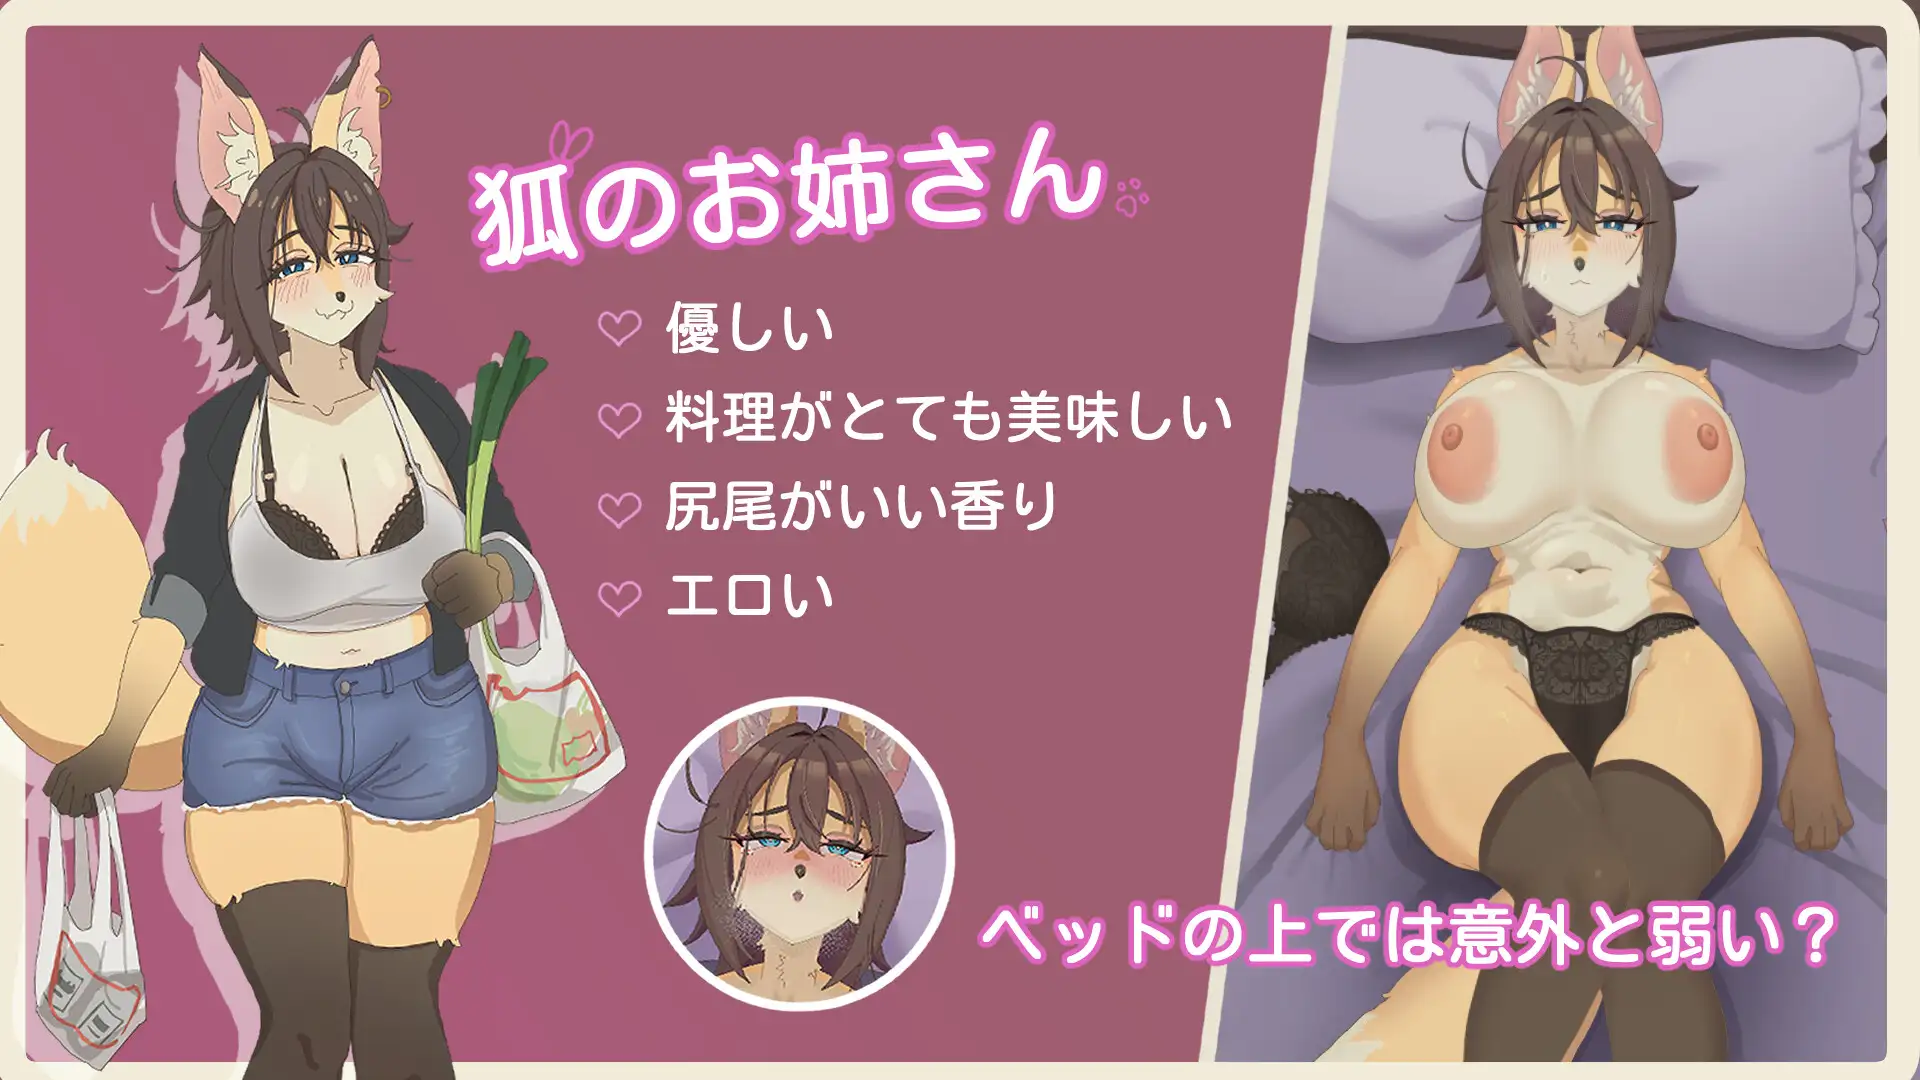 狐のお姉さん
優しい
料理がとても美味しい
尻尾がいい香り
エロい
ベッドの上では意外と弱い？